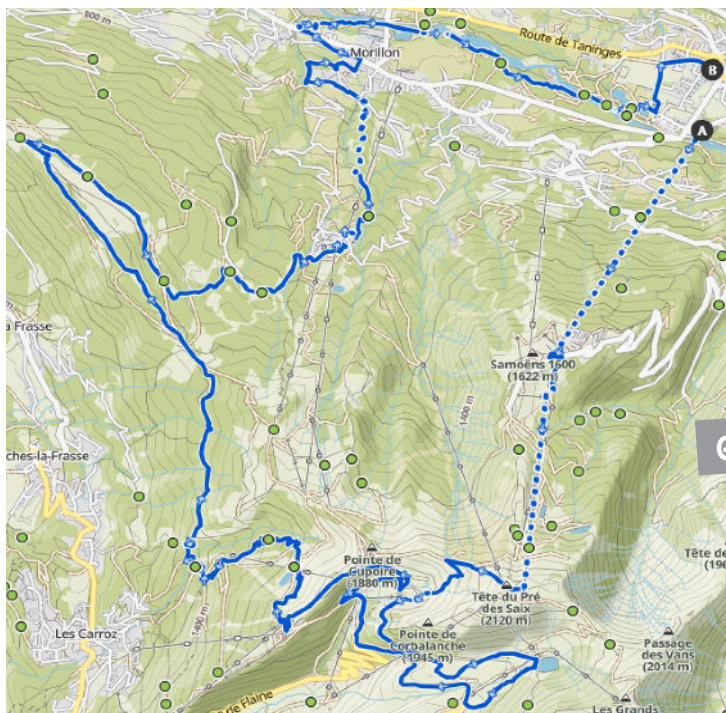 800 m
Route de Taninges
Morillon
B
A
la Frasse
Samoëns 1600
(1622 m)
1400 m
ches-la-Frasse
Pointe de
Cupoire
(1880 m)
Tête du Pré
des Saix
(2120 m)
Tête de
(196
1400 m
Les Carroz
Pointe de
Corbalanche
(1945 m)
Passage
des Vans
(2014 m)
de Flaine
Les Grands